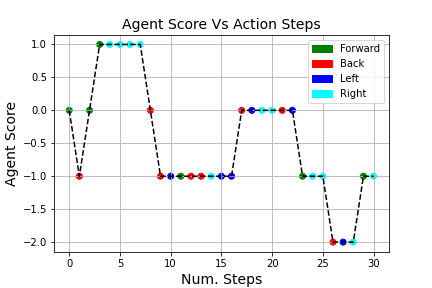 Agent Score Vs Action Steps
1.0
0.5
0.0
−0.5
−1.0
−1.5
−2.0
Agent Score
Forward
Back
Left
Right
0 5 10 15 20 25 30
Num. Steps